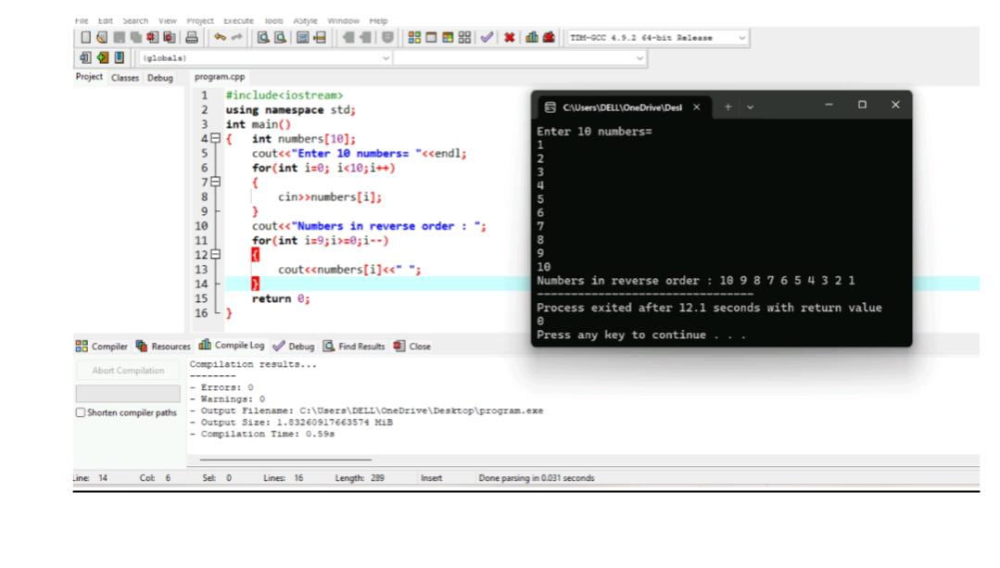 File Edit Search View Project Execute Tools AStyle Window Help
TDM-GCC 4.9.2 64-bit Release
(globals)
Project Classes Debug
program.cpp
1 #include<iostream>
2 using namespace std;
3 int main()
4 { int numbers[10];
5 cout<<"Enter 10 numbers= "<<endl;
6 for(int i=0; i<10;i++)
7 {
8 cin>>numbers[i];
9 }
10 cout<<"Numbers in reverse order : ";
11 for(int i=9;i>=0;i--)
12 {
13 cout<<numbers[i]<<" ";
14 }
15 return 0;
16 }
C:\Users\DELL\OneDrive\Desl
Enter 10 numbers=
1
2
3
4
5
6
7
8
9
10
Numbers in reverse order : 10 9 8 7 6 5 4 3 2 1
--------------------------------
Process exited after 12.1 seconds with return value
0
Press any key to continue . . .
Compiler Resources Compile Log Debug Find Results Close
Abort Compilation
Shorten compiler paths
Compilation results...
--------
- Errors: 0
- Warnings: 0
- Output Filename: C:\Users\DELL\OneDrive\Desktop\program.exe
- Output Size: 1.83260917663574 MiB
- Compilation Time: 0.59s
Line: 14 Col: 6 Sel: 0 Lines: 16 Length: 289 Insert Done parsing in 0.031 seconds